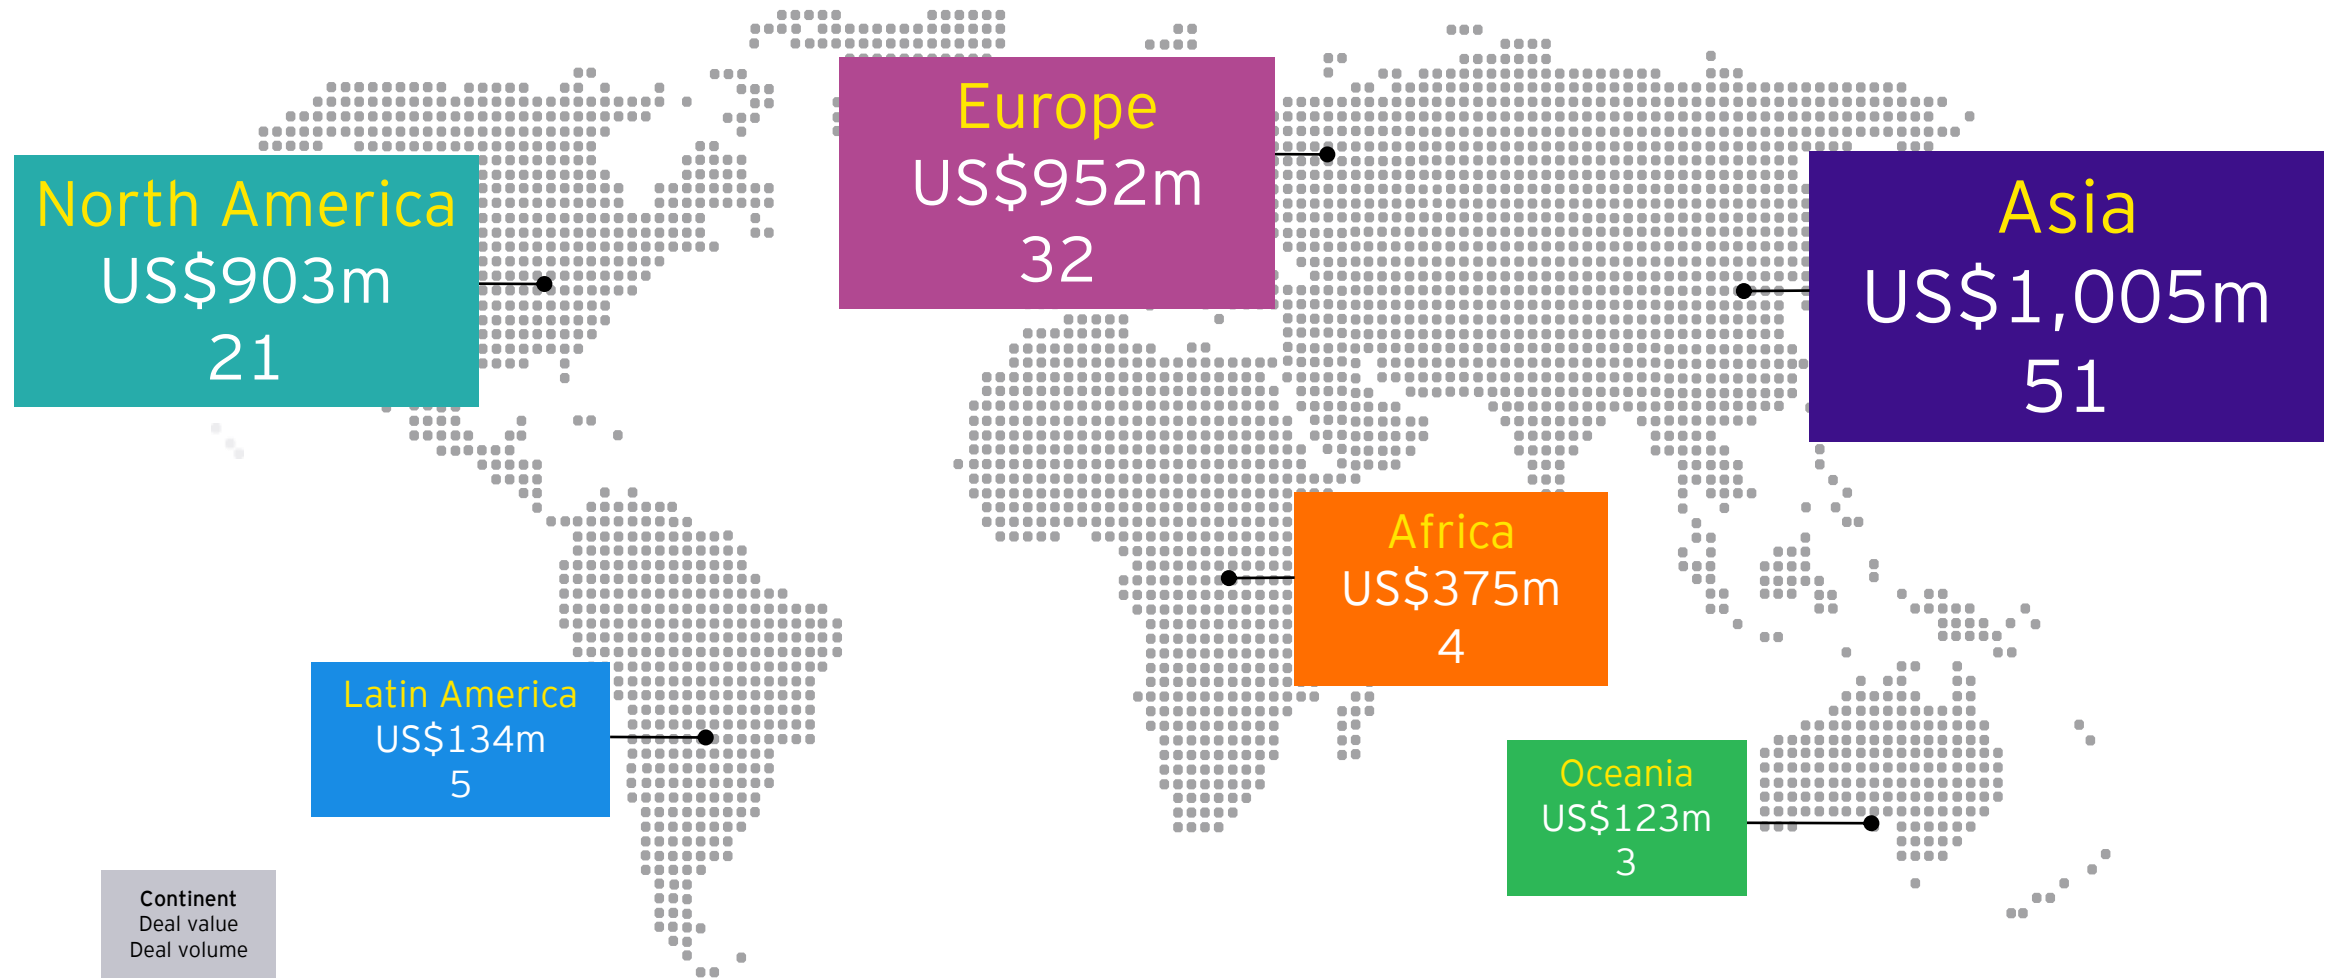 Europe
US$952m
32
North America
US$903m
21
Asia
US$1,005m
51
Africa
US$375m
4
Latin America
US$134m
5
Oceania
US$123m
3
Continent
Deal value
Deal volume